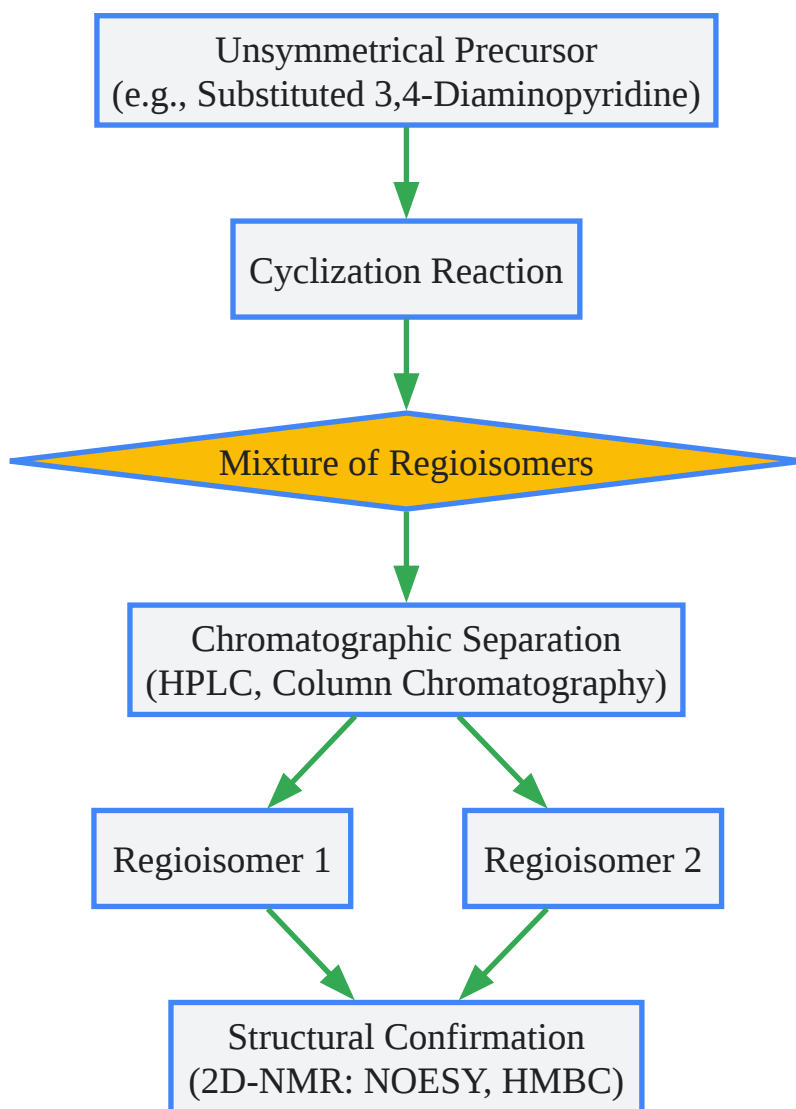 Unsymmetrical Precursor
(e.g., Substituted 3,4-Diaminopyridine)
Cyclization Reaction
Mixture of Regioisomers
Chromatographic Separation
(HPLC, Column Chromatography)
Regioisomer 1
Regioisomer 2
Structural Confirmation
(2D-NMR: NOESY, HMBC)